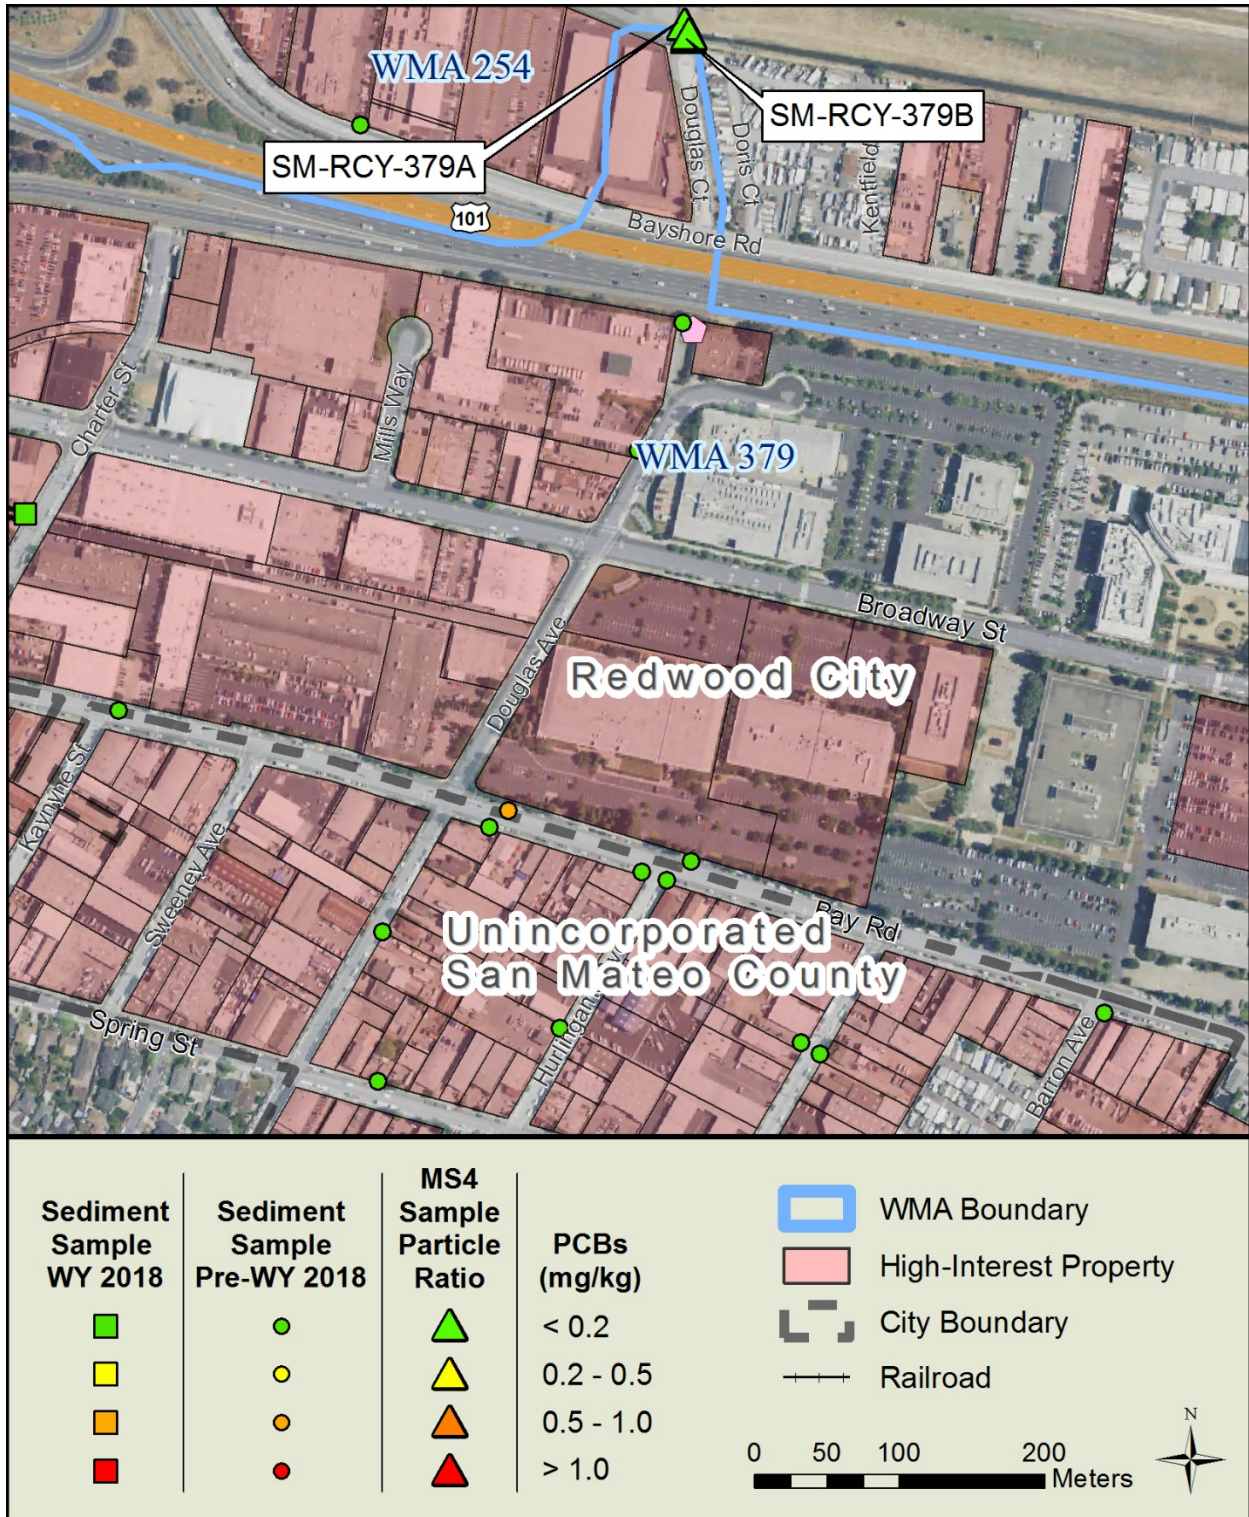 WMA 254
SM-RCY-379A
SM-RCY-379B
Douglas Ct
Doris Ct
Kentfield
101
Bayshore Rd
Charter St
Mills Way
WMA 379
Broadway St
Douglas Ave
Redwood City
Kaynyne St
Sweeney Ave
Bay Rd
Unincorporated
San Mateo County
Spring St
Barron Ave
Sediment
Sample
WY 2018
Sediment
Sample
Pre-WY 2018
MS4
Sample
Particle
Ratio
PCBs
(mg/kg)
< 0.2
0.2 - 0.5
0.5 - 1.0
> 1.0
WMA Boundary
High-Interest Property
City Boundary
Railroad
0 50 100 200
Meters
N